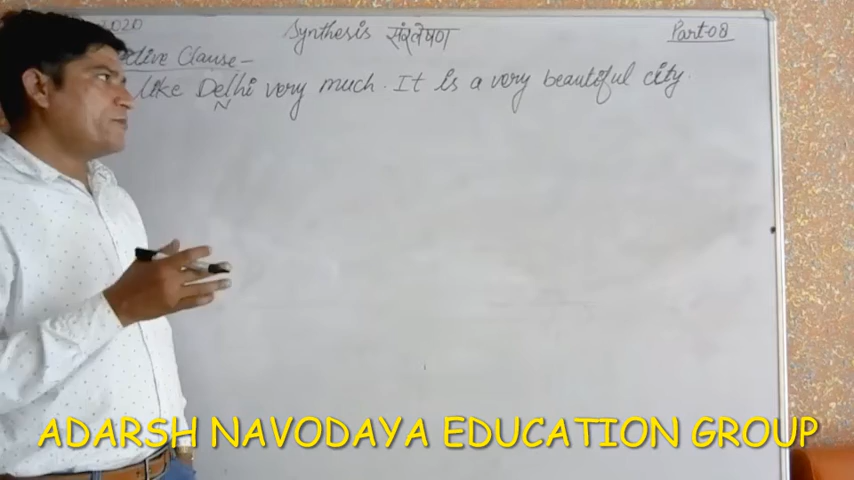 2020 Synthesis संश्लेषण Part-08
ective Clause-
like Delhi very much. It is a very beautiful city.
N
ADARSH NAVODAYA EDUCATION GROUP